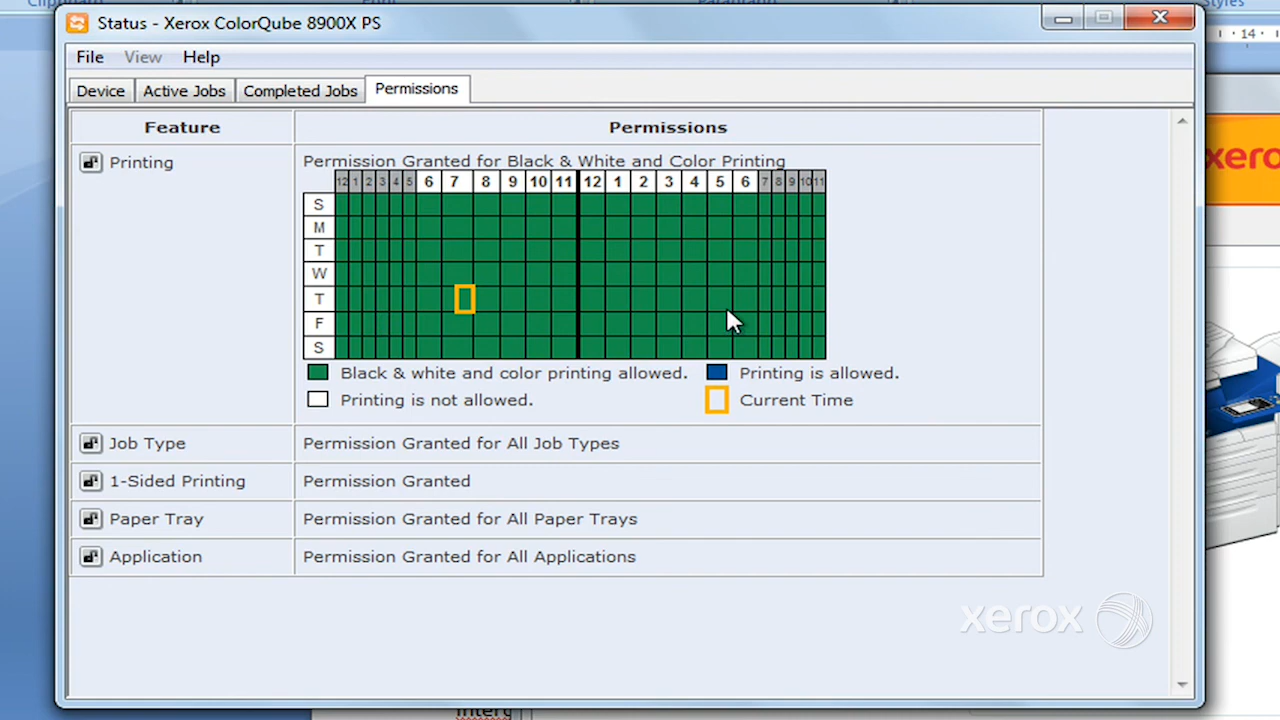 Status - Xerox ColorQube 8900X PS
File View Help
Device Active Jobs Completed Jobs Permissions
14
Feature Permissions
xero
Printing Permission Granted for Black & White and Color Printing
12 1 2 3 4 5 6 7 8 9 10 11 12 1 2 3 4 5 6 7 8 9 10 11
S
M
T
W
T
F
S
Black & white and color printing allowed. Printing is allowed.
Printing is not allowed. Current Time
Job Type Permission Granted for All Job Types
1-Sided Printing Permission Granted
Paper Tray Permission Granted for All Paper Trays
Application Permission Granted for All Applications
xerox